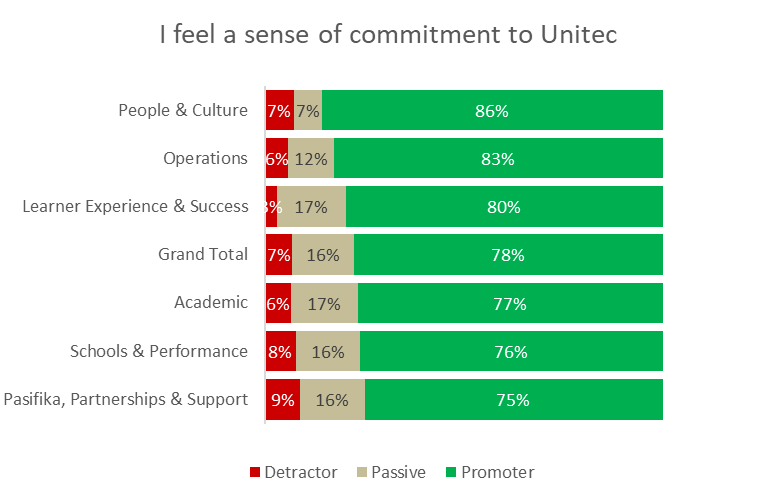 I feel a sense of commitment to Unitec
People & Culture 7% 7% 86%
Operations 6% 12% 83%
Learner Experience & Success 3% 17% 80%
Grand Total 7% 16% 78%
Academic 6% 17% 77%
Schools & Performance 8% 16% 76%
Pasifika, Partnerships & Support 9% 16% 75%
Detractor Passive Promoter